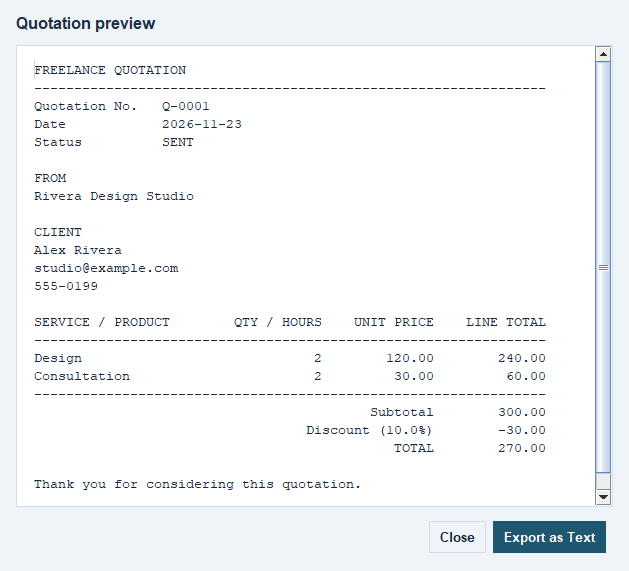 Quotation preview
FREELANCE QUOTATION
----------------------------------------------------------------
Quotation No.   Q-0001
Date            2026-11-23
Status          SENT
FROM
Rivera Design Studio
CLIENT
Alex Rivera
studio@example.com
555-0199
SERVICE / PRODUCT        QTY / HOURS    UNIT PRICE    LINE TOTAL
----------------------------------------------------------------
Design                             2        120.00        240.00
Consultation                       2         30.00         60.00
----------------------------------------------------------------
Subtotal        300.00
Discount (10.0%)        -30.00
TOTAL        270.00
Thank you for considering this quotation.
Close    Export as Text